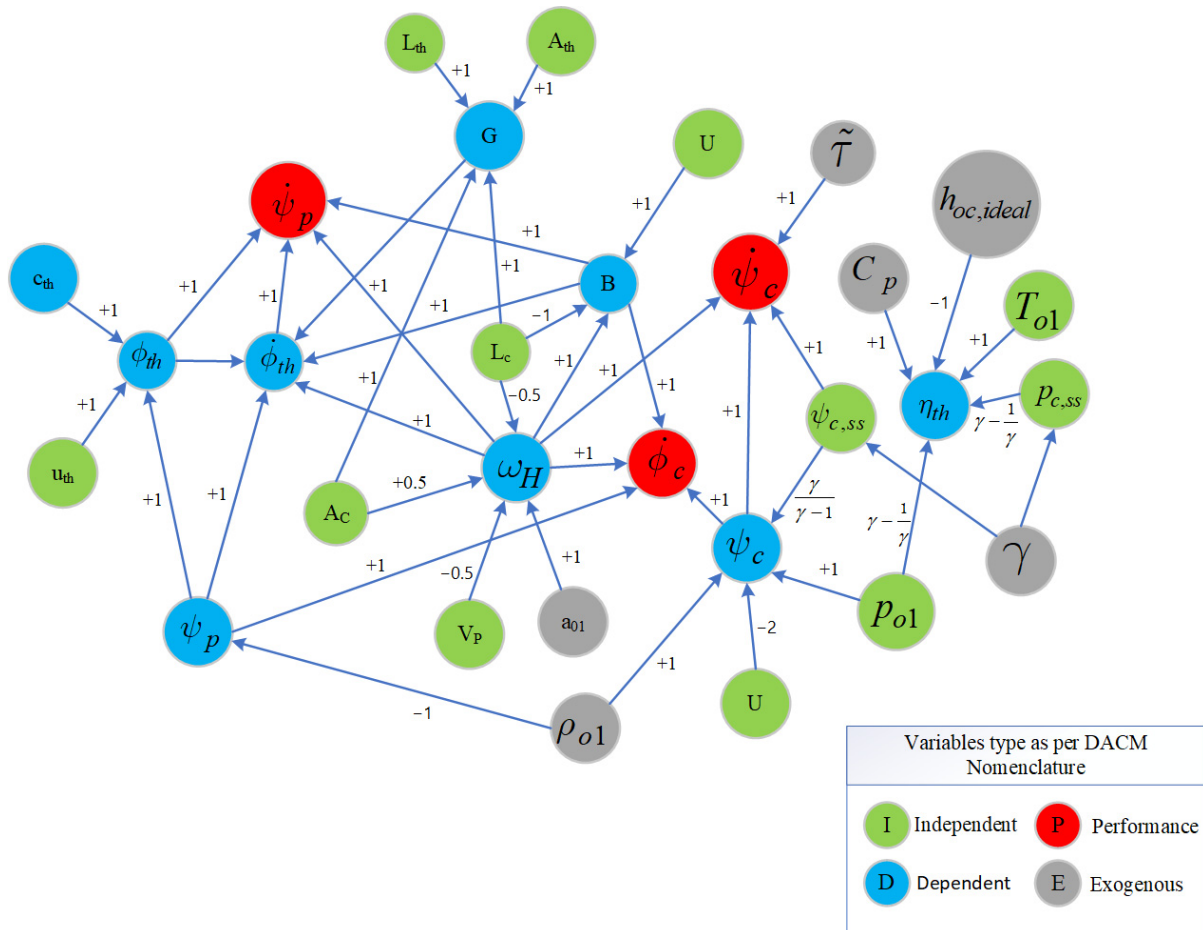 L_th
A_th
+1
+1
G
U
τ̃
ψ̇_p
+1
+1
h_oc,ideal
+1
ψ̇_c
C_p
c_th
+1
B
T_o1
+1
+1
+1
+1
+1
−1
−1
+1
+1
ϕ_th
ϕ̇_th
L_c
+1
+1
+1
+1
p_c,ss
−0.5
η_th
+1
+1
ψ_c,ss
γ − 1/γ
u_th
+1
ω_H
+1
ϕ̇_c
+0.5
A_C
+1
+1
γ/(γ−1)
γ − 1/γ
+1
ψ_c
γ
+1
−0.5
+1
+1
ψ_p
V_P
a_01
p_o1
−2
+1
−1
ρ_o1
U
Variables type as per DACM
Nomenclature
I Independent P Performance
D Dependent E Exogenous